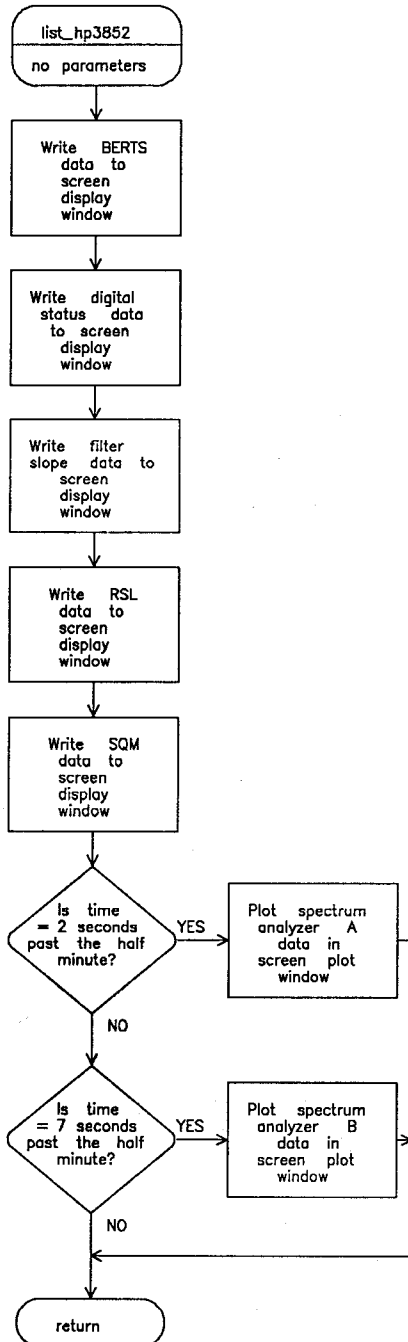 list_hp3852
no parameters
Write BERTS
data to
screen
display
window
Write digital
status data
to screen
display
window
Write filter
slope data to
screen
display
window
Write RSL
data to
screen
display
window
Write SQM
data to
screen
display
window
Is time
= 2 seconds
past the half
minute?
YES
Plot spectrum
analyzer A
data in
screen plot
window
NO
Is time
= 7 seconds
past the half
minute?
YES
Plot spectrum
analyzer B
data in
screen plot
window
NO
return